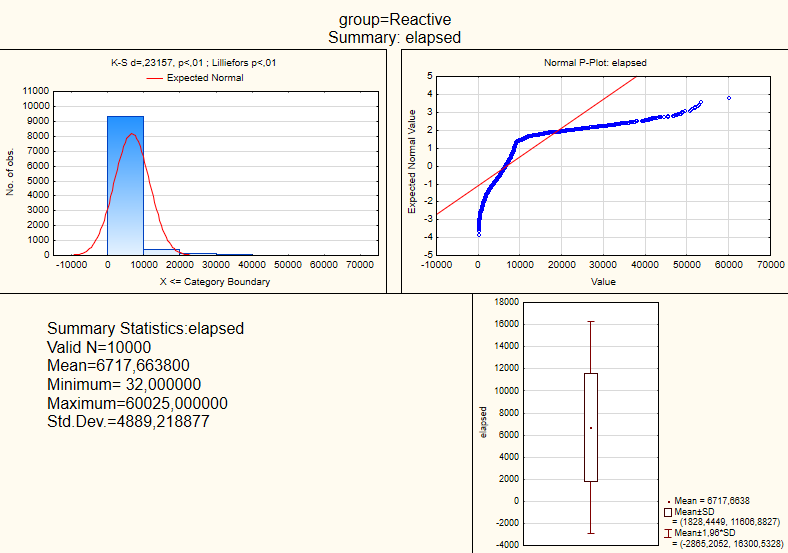 group=Reactive
Summary: elapsed
K-S d=,23157, p<,01 ; Lilliefors p<,01
Expected Normal
11000
10000
9000
8000
7000
6000
5000
4000
3000
2000
1000
0
No. of obs.
-10000 0 10000 20000 30000 40000 50000 60000 70000
X <= Category Boundary
Normal P-Plot: elapsed
5
4
3
2
1
0
-1
-2
-3
-4
-5
Expected Normal Value
-10000 0 10000 20000 30000 40000 50000 60000 70000
Value
Summary Statistics:elapsed
Valid N=10000
Mean=6717,663800
Minimum= 32,000000
Maximum=60025,000000
Std.Dev.=4889,218877
18000
16000
14000
12000
10000
8000
6000
4000
2000
0
-2000
-4000
elapsed
Mean = 6717,6638
Mean±SD
= (1828,4449, 11606,8827)
Mean±1,96*SD
= (-2865,2052, 16300,5328)